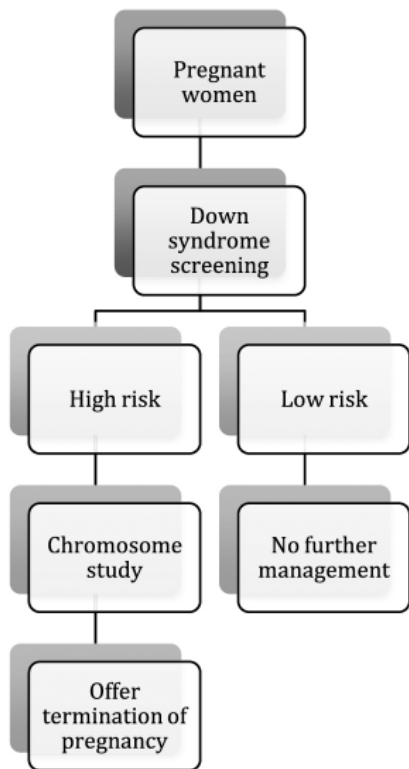 Pregnant
women
Down
syndrome
screening
High risk
Low risk
Chromosome
study
No further
management
Offer
termination of
pregnancy